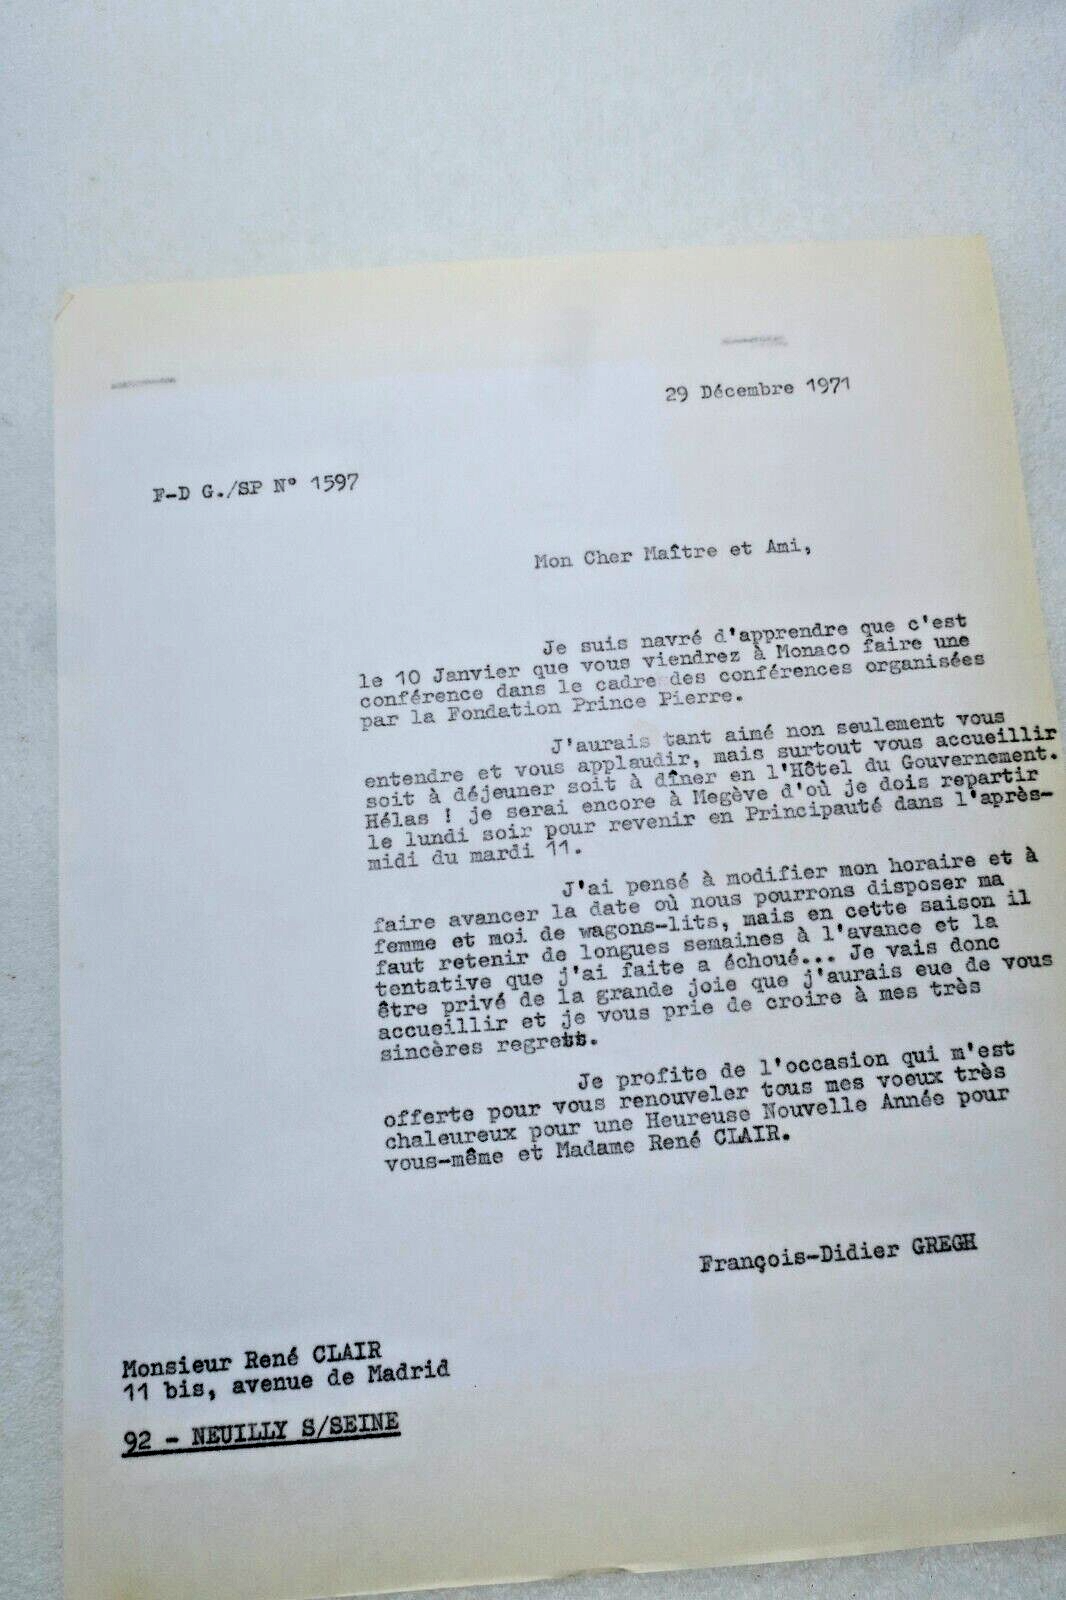 29 Décembre 1971
F-D G./SP N° 1597
Mon Cher Maître et Ami,
Je suis navré d'apprendre que c'est
le 10 Janvier que vous viendrez à Monaco faire une
conférence dans le cadre des conférences organisées
par la Fondation Prince Pierre.
J'aurais tant aimé non seulement vous
entendre et vous applaudir, mais surtout vous accueillir
soit à déjeuner soit à dîner en l'Hôtel du Gouvernement.
Hélas ! je serai encore à Megève d'où je dois repartir
le lundi soir pour revenir en Principauté dans l'après-
midi du mardi 11.
J'ai pensé à modifier mon horaire et à
faire avancer la date où nous pourrons disposer ma
femme et moi de wagons-lits, mais en cette saison il
faut retenir de longues semaines à l'avance et la
tentative que j'ai faite a échoué... Je vais donc
être privé de la grande joie que j'aurais eue de vous
accueillir et je vous prie de croire à mes très
sincères regrets.
Je profite de l'occasion qui m'est
offerte pour vous renouveler tous mes voeux très
chaleureux pour une Heureuse Nouvelle Année pour
vous-même et Madame René CLAIR.
François-Didier GREGH
Monsieur René CLAIR
11 bis, avenue de Madrid
92 - NEUILLY S/SEINE